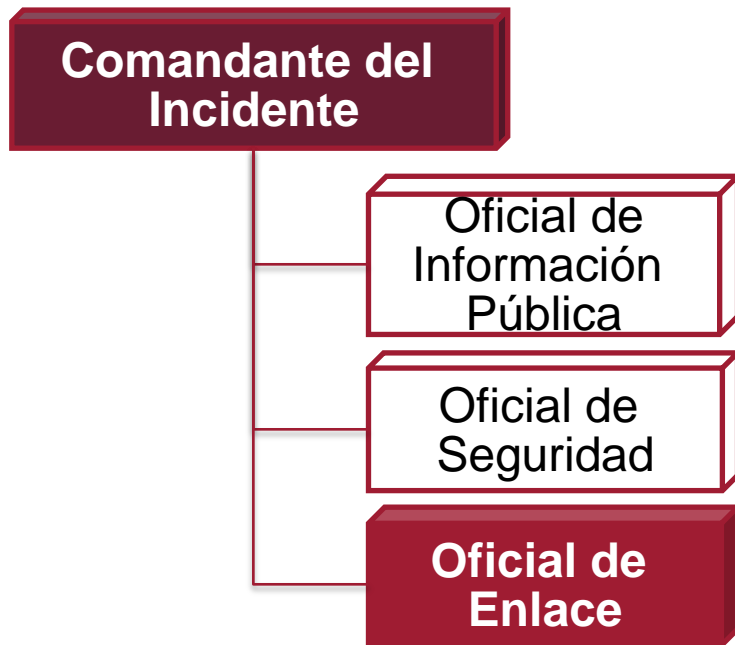 Comandante del
Incidente
Oficial de
Información
Pública
Oficial de
Seguridad
Oficial de
Enlace